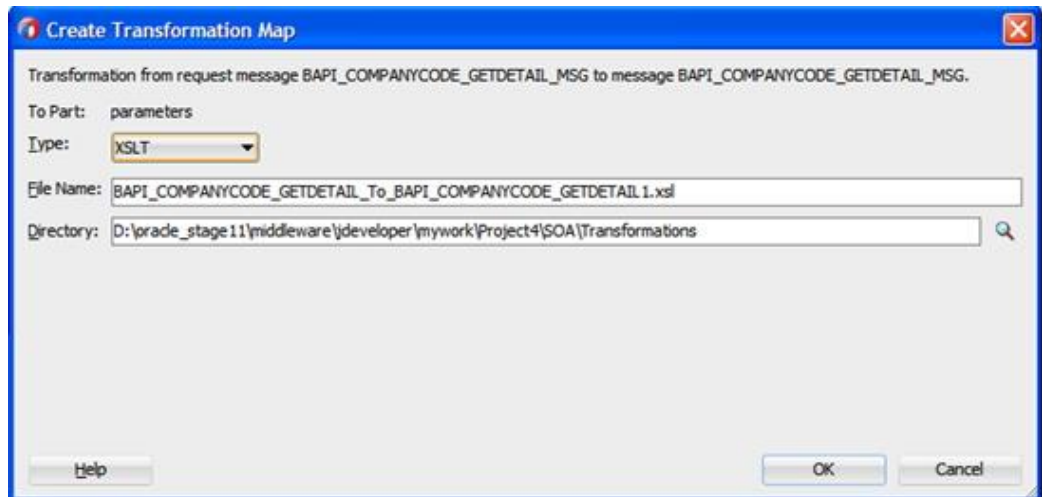 Create Transformation Map
Transformation from request message BAPI_COMPANYCODE_GETDETAIL_MSG to message BAPI_COMPANYCODE_GETDETAIL_MSG.
To Part: parameters
Type: XSLT
File Name: BAPI_COMPANYCODE_GETDETAIL_To_BAPI_COMPANYCODE_GETDETAIL1.xsl
Directory: D:\oracle_stage11\middleware\jdeveloper\mywork\Project4\SOA\Transformations
Help OK Cancel